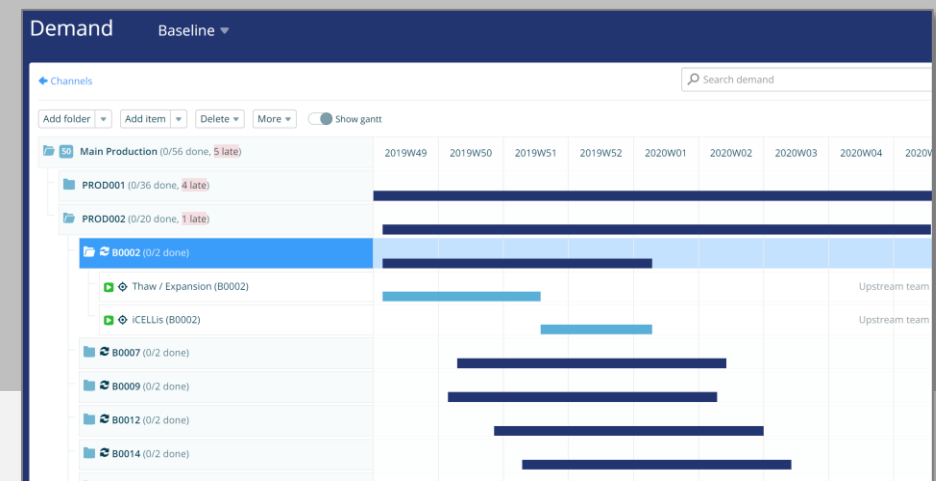 Demand Baseline
Channels
Search demand
Add folder Add item Delete More Show gantt
50 Main Production (0/56 done, 5 late) 2019W49 2019W50 2019W51 2019W52 2020W01 2020W02 2020W03 2020W04 2020W
PROD001 (0/36 done, 4 late)
PROD002 (0/20 done, 1 late)
B0002 (0/2 done)
Thaw / Expansion (B0002) Upstream team
iCELLis (B0002) Upstream team
B0007 (0/2 done)
B0009 (0/2 done)
B0012 (0/2 done)
B0014 (0/2 done)